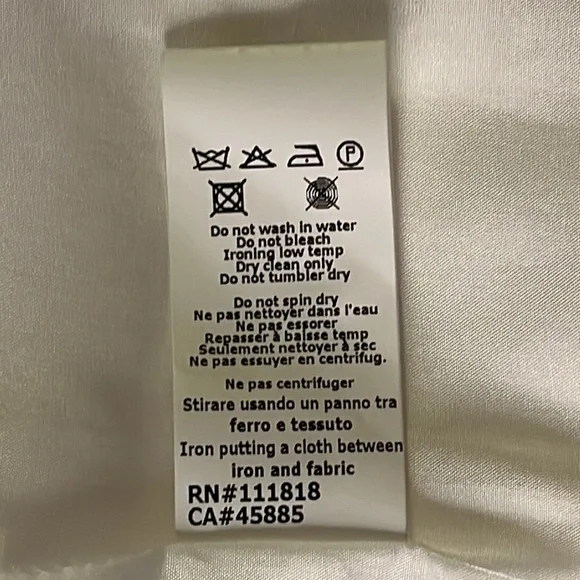 P
Do not wash in water
Do not bleach
Ironing low temp
Dry clean only
Do not tumbler dry
Do not spin dry
Ne pas nettoyer dans l'eau
Ne pas essorer
Repasser à baisse temp
Seulement nettoyer à sec
Ne pas essuyer en centrifug.
Ne pas centrifuger
Stirare usando un panno tra
ferro e tessuto
Iron putting a cloth between
iron and fabric
RN#111818
CA#45885